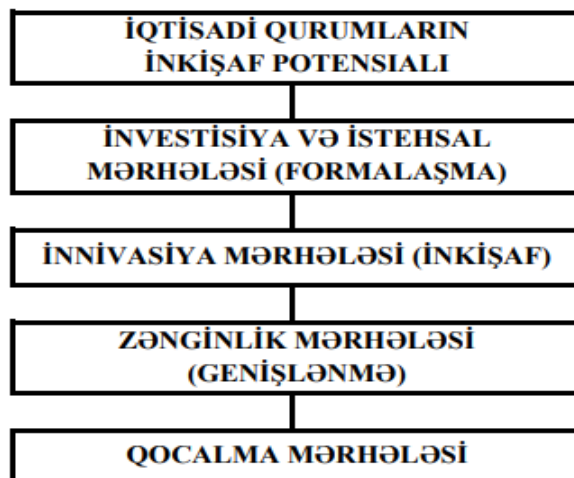 İQTİSADİ QURUMLARIN
İNKİŞAF POTENSIALI
İNVESTİSİYA VƏ İSTEHSAL
MƏRHƏLƏSİ (FORMALAŞMA)
İNNİVASİYA MƏRHƏLƏSİ (İNKİŞAF)
ZƏNGİNLİK MƏRHƏLƏSİ
(GENİŞLƏNMƏ)
QOCALMA MƏRHƏLƏSİ